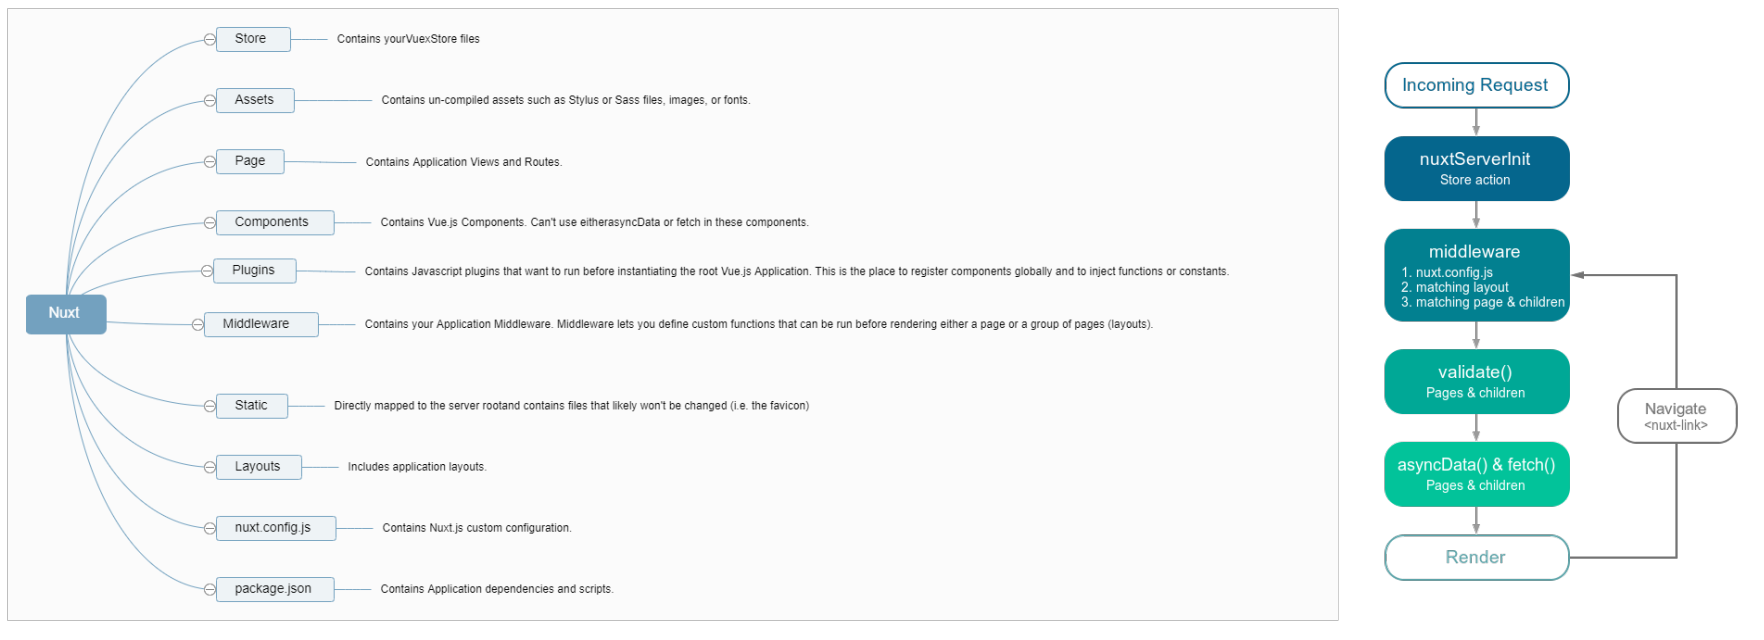 Nuxt
Store
Contains yourVuexStore files
Assets
Contains un-compiled assets such as Stylus or Sass files, images, or fonts.
Page
Contains Application Views and Routes.
Components
Contains Vue.js Components. Can't use eitherasyncData or fetch in these components.
Plugins
Contains Javascript plugins that want to run before instantiating the root Vue.js Application. This is the place to register components globally and to inject functions or constants.
Middleware
Contains your Application Middleware. Middleware lets you define custom functions that can be run before rendering either a page or a group of pages (layouts).
Static
Directly mapped to the server rootand contains files that likely won't be changed (i.e. the favicon)
Layouts
Includes application layouts.
nuxt.config.js
Contains Nuxt.js custom configuration.
package.json
Contains Application dependencies and scripts.
Incoming Request
nuxtServerInit
Store action
middleware
1. nuxt.config.js
2. matching layout
3. matching page & children
validate()
Pages & children
asyncData() & fetch()
Pages & children
Render
Navigate
<nuxt-link>